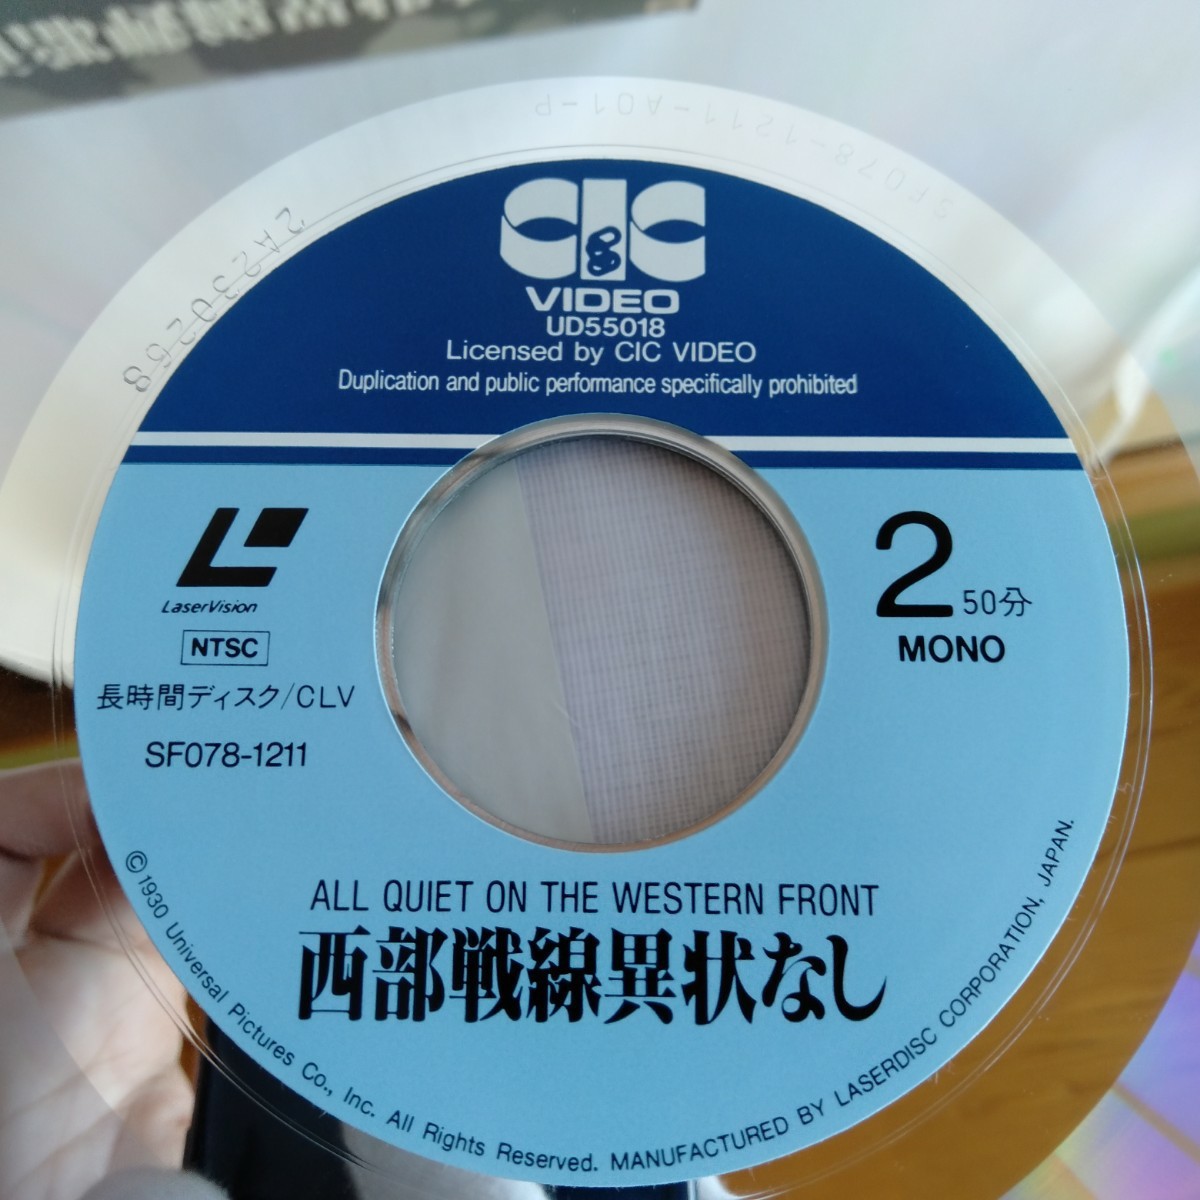 SF078-1211-A01-P
2A230268
CIC
&
VIDEO
UD55018
Licensed by CIC VIDEO
Duplication and public performance specifically prohibited
LaserVision
NTSC
長時間ディスク/CLV
SF078-1211
2 50分
MONO
ALL QUIET ON THE WESTERN FRONT
西部戦線異状なし
©1930 Universal Pictures Co., Inc. All Rights Reserved. MANUFACTURED BY LASERDISC CORPORATION, JAPAN.